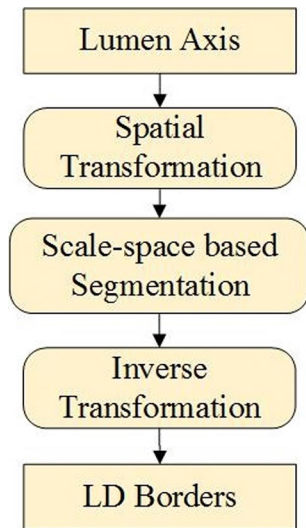 Lumen Axis
Spatial
Transformation
Scale-space based
Segmentation
Inverse
Transformation
LD Borders